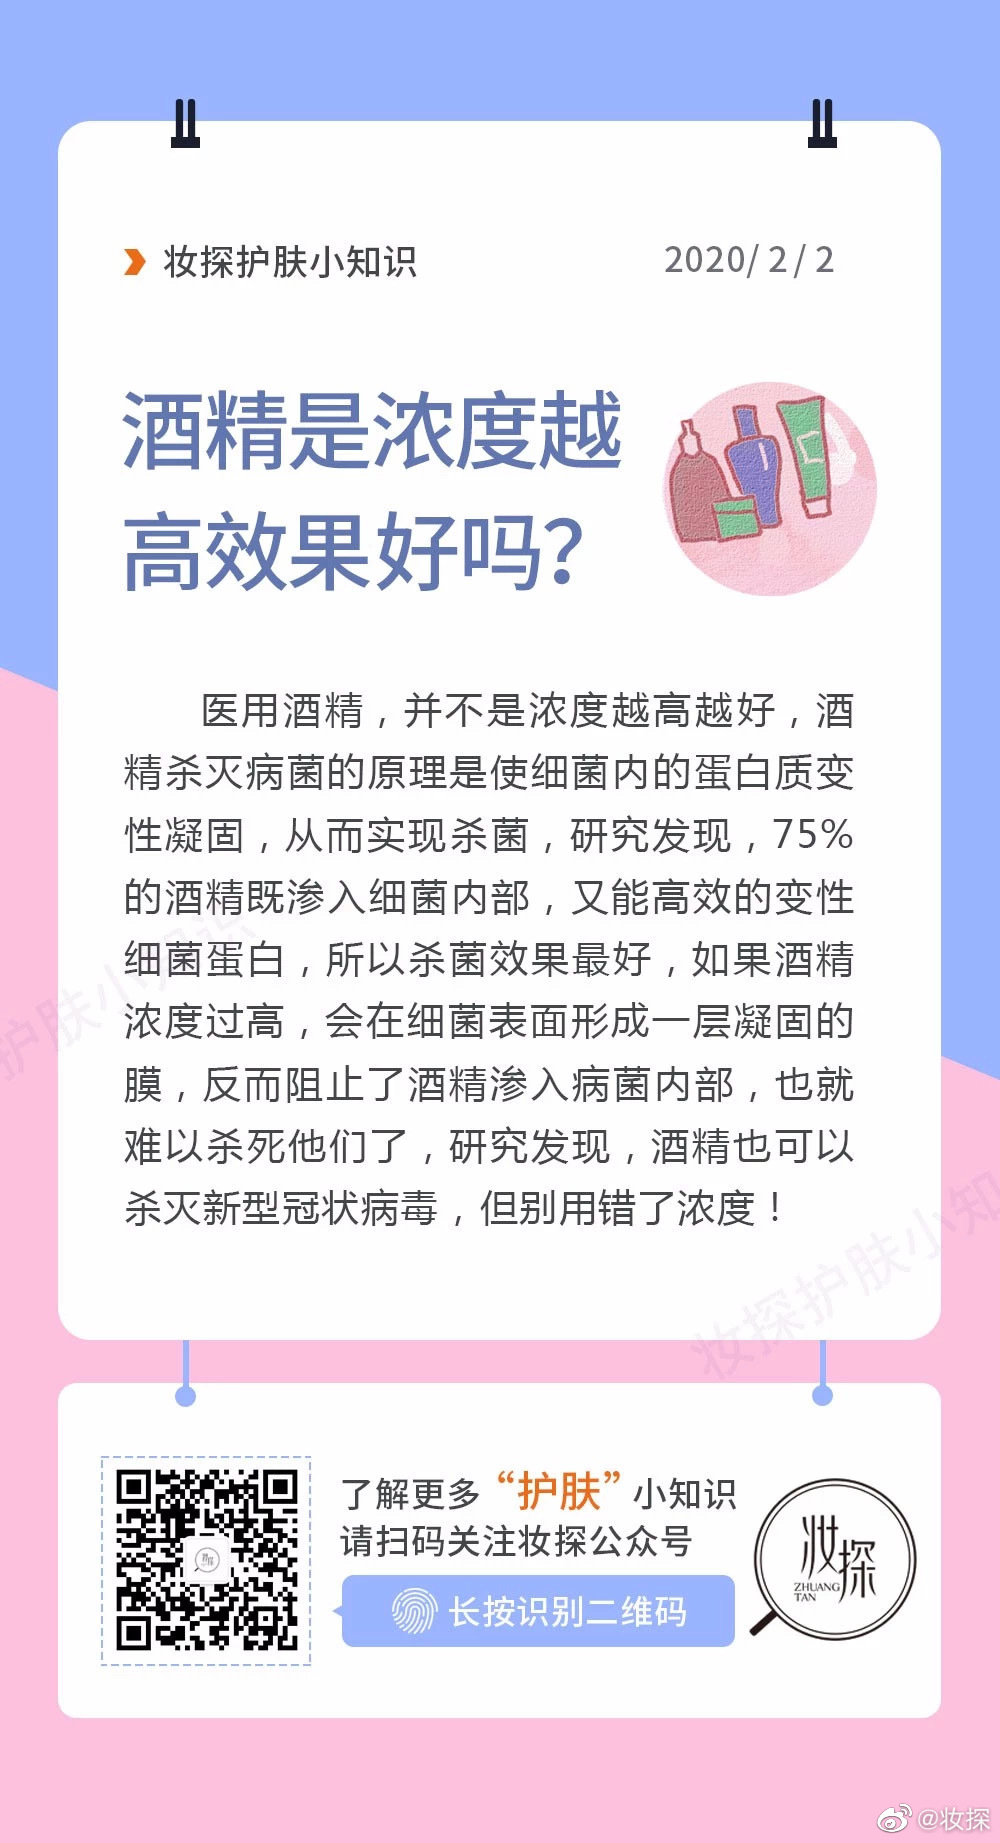 妆探护肤小知识
2020/ 2 / 2
酒精是浓度越
高效果好吗？
医用酒精，并不是浓度越高越好，酒
精杀灭病菌的原理是使细菌内的蛋白质变
性凝固，从而实现杀菌，研究发现，75%
的酒精既渗入细菌内部，又能高效的变性
细菌蛋白，所以杀菌效果最好，如果酒精
浓度过高，会在细菌表面形成一层凝固的
膜，反而阻止了酒精渗入病菌内部，也就
难以杀死他们了，研究发现，酒精也可以
杀灭新型冠状病毒，但别用错了浓度！
护肤小知识
妆探护肤小知
了解更多“护肤”小知识
请扫码关注妆探公众号
长按识别二维码
妆探
ZHUANG
TAN
@妆探